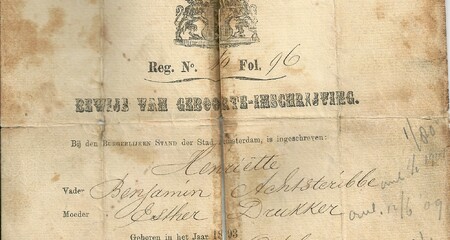 Reg. No. 16 Fol. 96
BEWIJS VAN GEBOORTE-INSCHRIJVING.
Bij den Burgerlijken Stand der Stad Amsterdam, is ingeschreven:
Henriette
Vader Benjamin Achtsteribbe
Moeder Esther Drukker
Geboren in het Jaar 1893